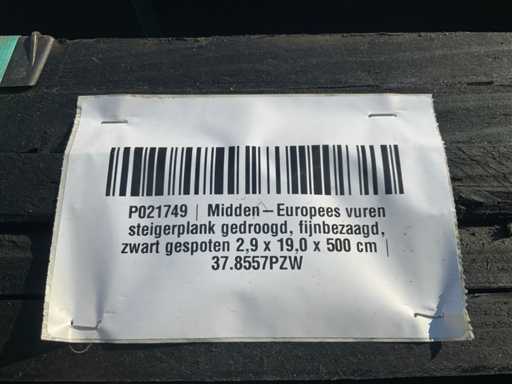 P021749 | Midden-Europees vuren
steigerplank gedroogd, fijnbezaagd,
zwart gespoten 2,9 x 19,0 x 500 cm |
37.8557PZW